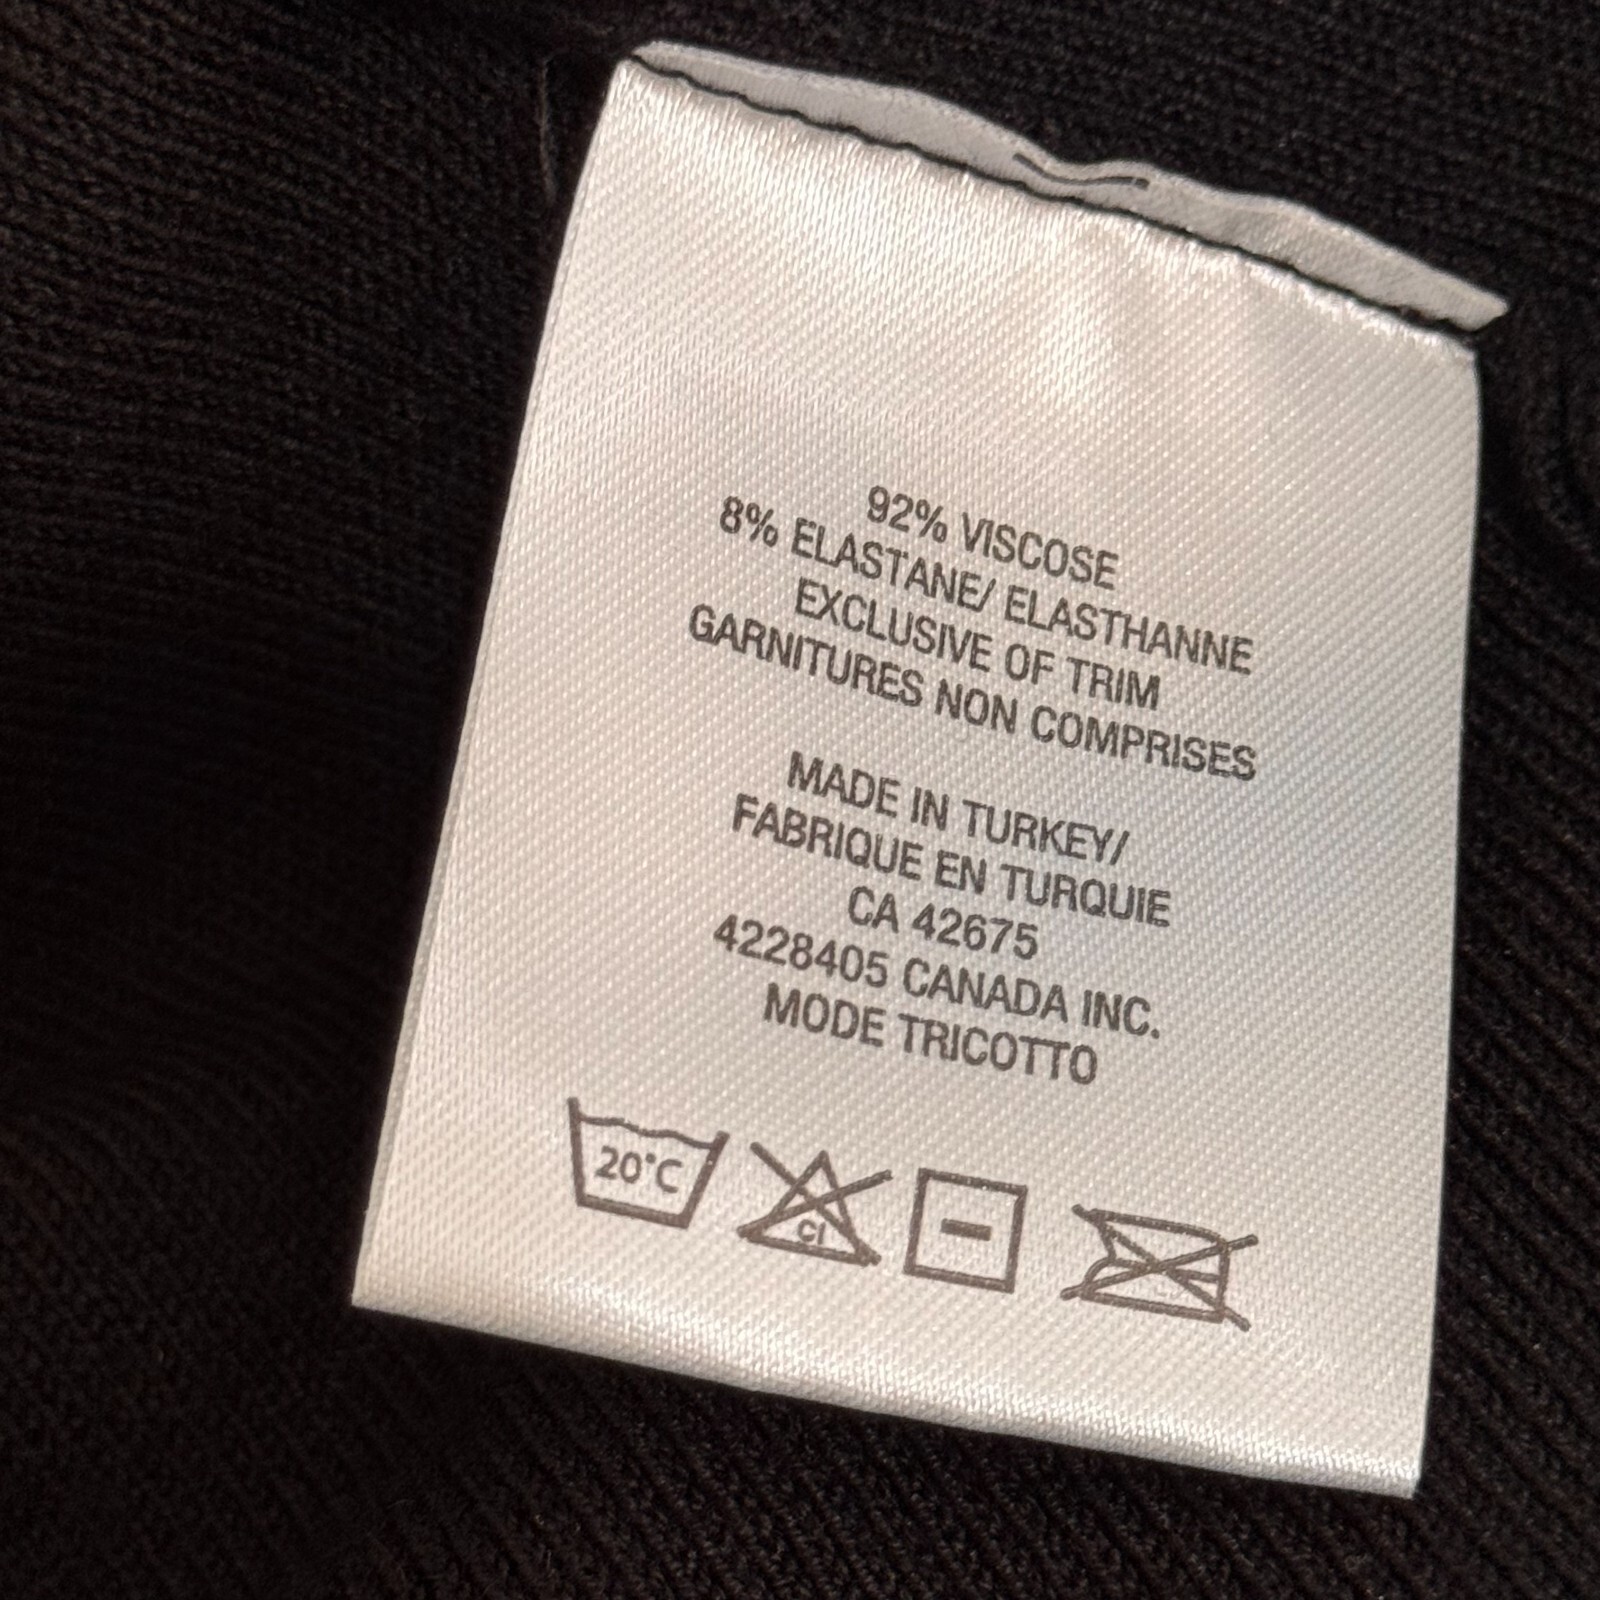 92% VISCOSE
8% ELASTANE/ ELASTHANNE
EXCLUSIVE OF TRIM
GARNITURES NON COMPRISES
MADE IN TURKEY/
FABRIQUE EN TURQUIE
CA 42675
4228405 CANADA INC.
MODE TRICOTTO
20°C
Cl